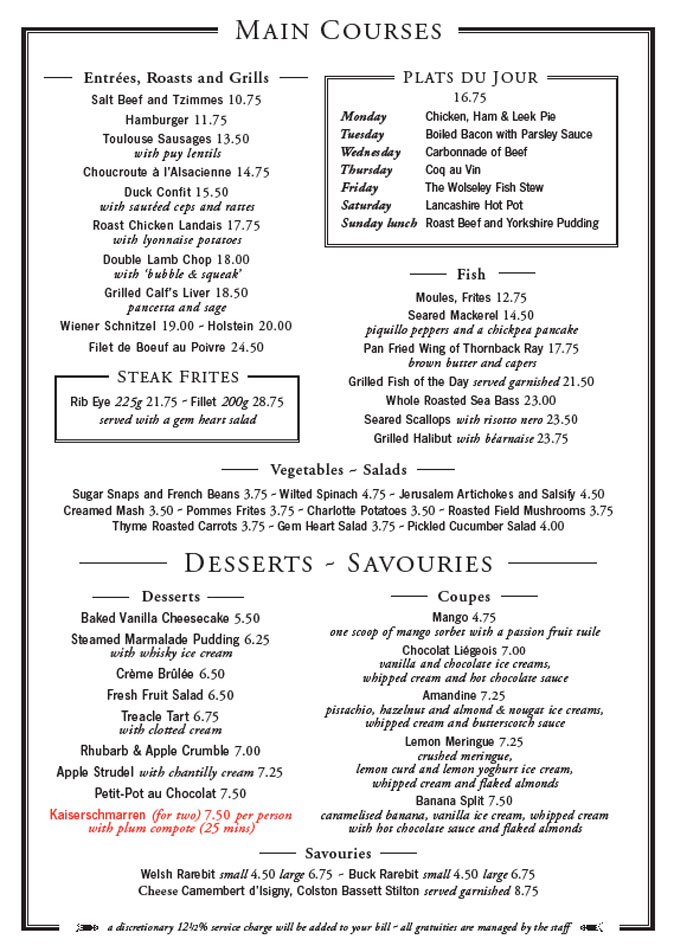 MAIN COURSES
Entrées, Roasts and Grills
Salt Beef and Tzimmes 10.75
Hamburger 11.75
Toulouse Sausages 13.50
with puy lentils
Choucroute à l'Alsacienne 14.75
Duck Confit 15.50
with sautéed ceps and rattes
Roast Chicken Landais 17.75
with lyonnaise potatoes
Double Lamb Chop 18.00
with 'bubble & squeak'
Grilled Calf's Liver 18.50
pancetta and sage
Wiener Schnitzel 19.00 ~ Holstein 20.00
Filet de Boeuf au Poivre 24.50
STEAK FRITES
Rib Eye 225g 21.75 ~ Fillet 200g 28.75
served with a gem heart salad
PLATS DU JOUR
16.75
Monday Chicken, Ham & Leek Pie
Tuesday Boiled Bacon with Parsley Sauce
Wednesday Carbonnade of Beef
Thursday Coq au Vin
Friday The Wolseley Fish Stew
Saturday Lancashire Hot Pot
Sunday lunch Roast Beef and Yorkshire Pudding
Fish
Moules, Frites 12.75
Seared Mackerel 14.50
piquillo peppers and a chickpea pancake
Pan Fried Wing of Thornback Ray 17.75
brown butter and capers
Grilled Fish of the Day served garnished 21.50
Whole Roasted Sea Bass 23.00
Seared Scallops with risotto nero 23.50
Grilled Halibut with béarnaise 23.75
Vegetables ~ Salads
Sugar Snaps and French Beans 3.75 ~ Wilted Spinach 4.75 ~ Jerusalem Artichokes and Salsify 4.50
Creamed Mash 3.50 ~ Pommes Frites 3.75 ~ Charlotte Potatoes 3.50 ~ Roasted Field Mushrooms 3.75
Thyme Roasted Carrots 3.75 ~ Gem Heart Salad 3.75 ~ Pickled Cucumber Salad 4.00
DESSERTS ~ SAVOURIES
Desserts
Baked Vanilla Cheesecake 5.50
Steamed Marmalade Pudding 6.25
with whisky ice cream
Crème Brûlée 6.50
Fresh Fruit Salad 6.50
Treacle Tart 6.75
with clotted cream
Rhubarb & Apple Crumble 7.00
Apple Strudel with chantilly cream 7.25
Petit-Pot au Chocolat 7.50
Kaiserschmarren (for two) 7.50 per person
with plum compote (25 mins)
Coupes
Mango 4.75
one scoop of mango sorbet with a passion fruit tuile
Chocolat Liégeois 7.00
vanilla and chocolate ice creams,
whipped cream and hot chocolate sauce
Amandine 7.25
pistachio, hazelnut and almond & nougat ice creams,
whipped cream and butterscotch sauce
Lemon Meringue 7.25
crushed meringue,
lemon curd and lemon yoghurt ice cream,
whipped cream and flaked almonds
Banana Split 7.50
caramelised banana, vanilla ice cream, whipped cream
with hot chocolate sauce and flaked almonds
Savouries
Welsh Rarebit small 4.50 large 6.75 ~ Buck Rarebit small 4.50 large 6.75
Cheese Camembert d'Isigny, Colston Bassett Stilton served garnished 8.75
a discretionary 12½% service charge will be added to your bill ~ all gratuities are managed by the staff